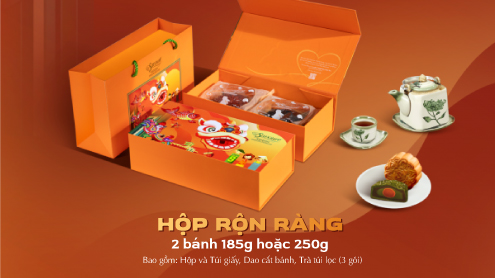 HỘP RỘN RÀNG
2 bánh 185g hoặc 250g
Bao gồm: Hộp và Túi giấy, Dao cắt bánh, Trà túi lọc (3 gói)